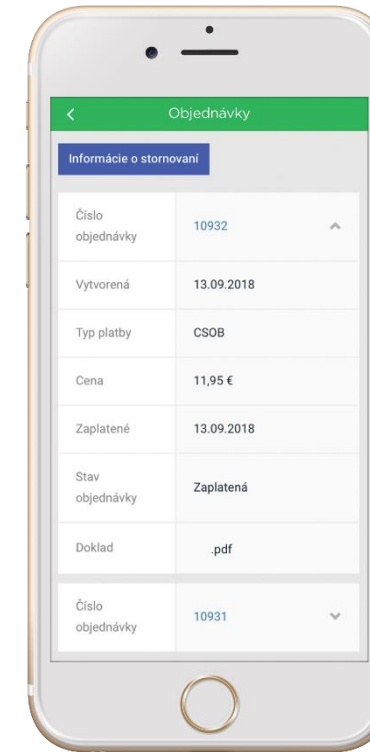 Objednávky
Informácie o stornovaní
Číslo
objednávky
10932
Vytvorená
13.09.2018
Typ platby
CSOB
Cena
11,95 €
Zaplatené
13.09.2018
Stav
objednávky
Zaplatená
Doklad
.pdf
Číslo
objednávky
10931